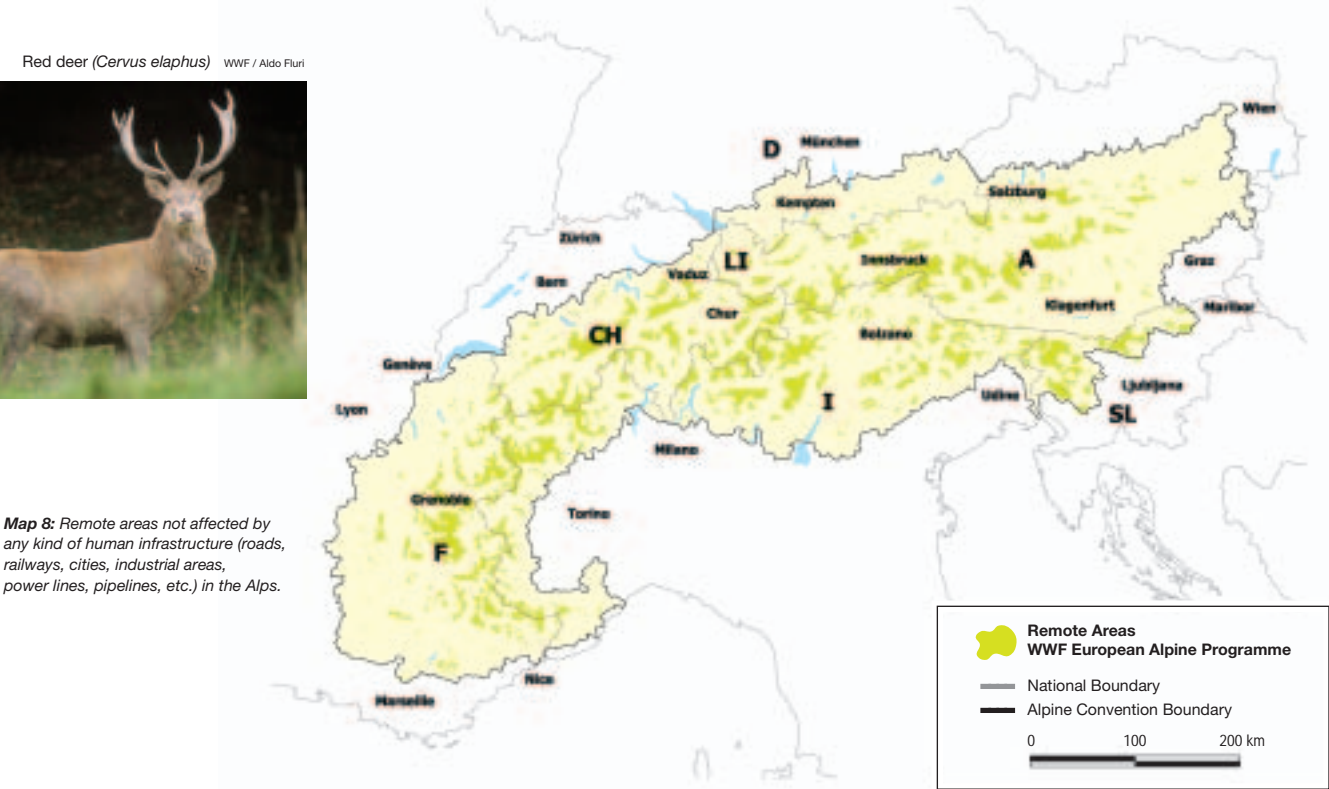 Red deer (Cervus elaphus) WWF / Aldo Fluri
Wien
D
München
Kempten
Salzburg
Zürich
LI
Innsbruck
A
Graz
Vaduz
Bern
Chur
Klagenfurt
Maribor
CH
Bolzano
Genève
Ljubljana
Udine
I
SL
Lyon
Milano
Grenoble
Torino
F
Nice
Marseille
Map 8: Remote areas not affected by
any kind of human infrastructure (roads,
railways, cities, industrial areas,
power lines, pipelines, etc.) in the Alps.
Remote Areas
WWF European Alpine Programme
National Boundary
Alpine Convention Boundary
0 100 200 km